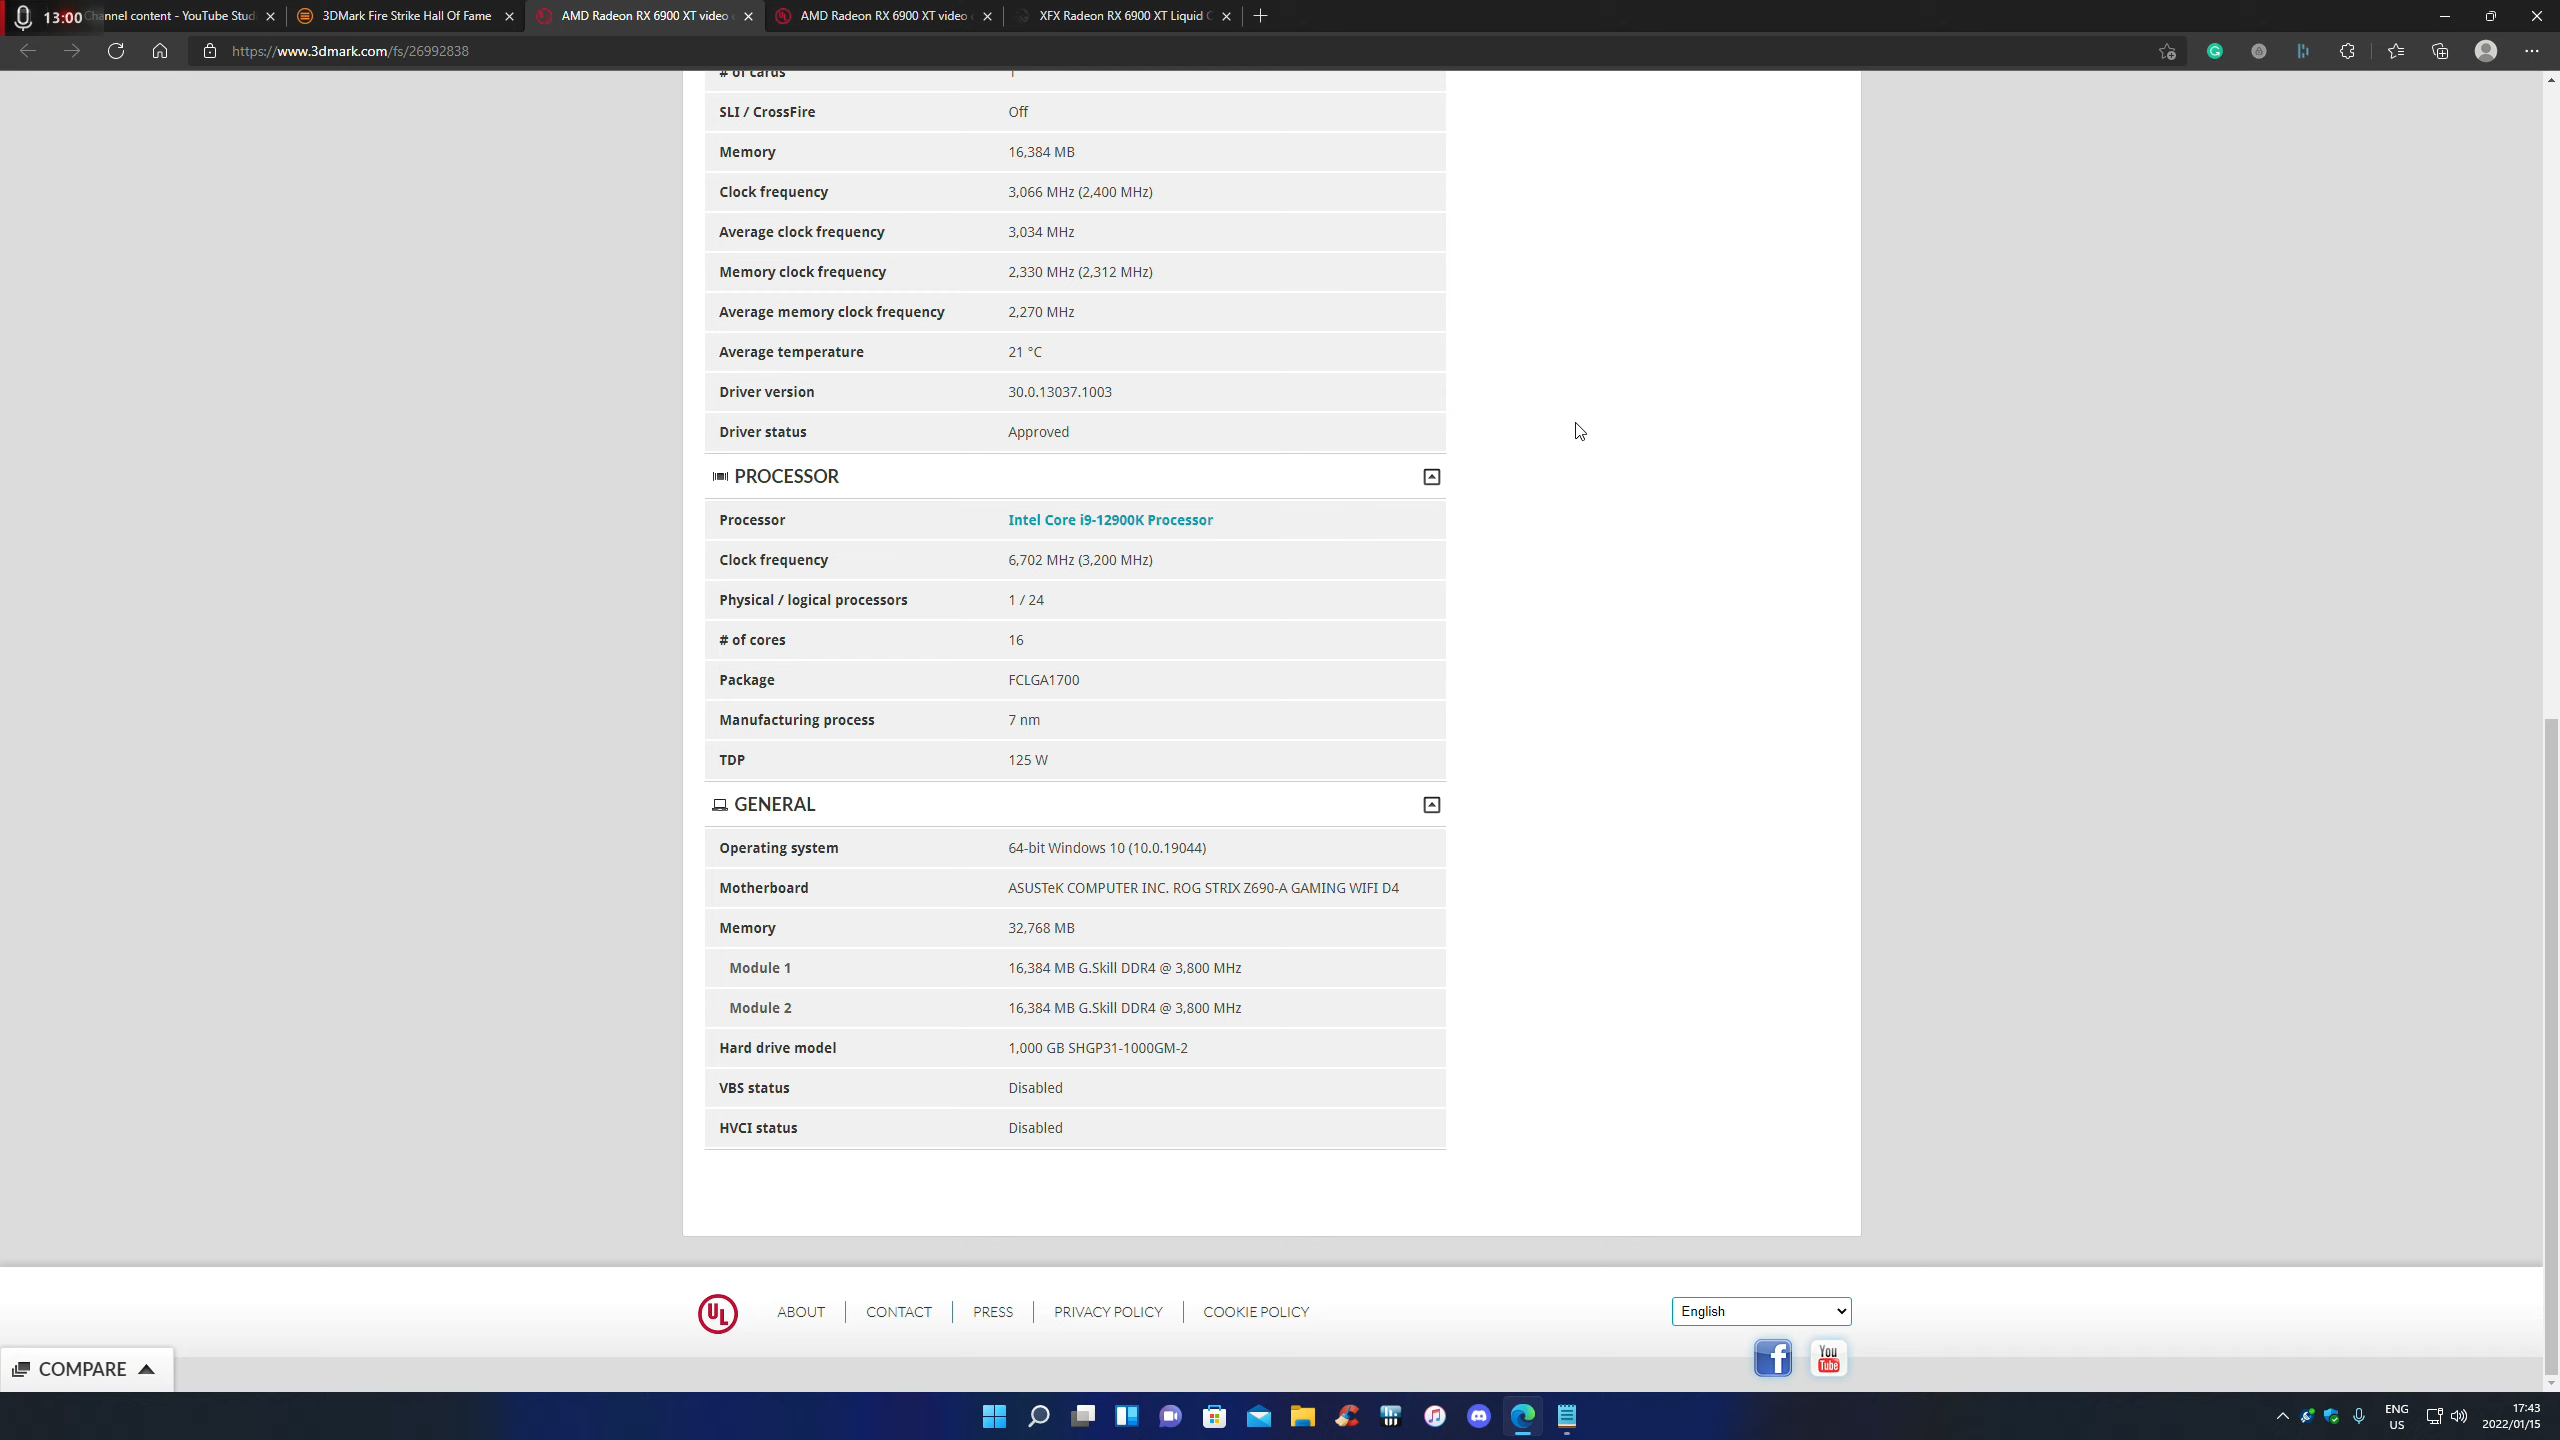 13:00 Channel content - YouTube Studi
3DMark Fire Strike Hall Of Fame
AMD Radeon RX 6900 XT video
AMD Radeon RX 6900 XT video
XFX Radeon RX 6900 XT Liquid C
https://www.3dmark.com/fs/26992838
# of cards 1
SLI / CrossFire Off
Memory 16,384 MB
Clock frequency 3,066 MHz (2,400 MHz)
Average clock frequency 3,034 MHz
Memory clock frequency 2,330 MHz (2,312 MHz)
Average memory clock frequency 2,270 MHz
Average temperature 21 °C
Driver version 30.0.13037.1003
Driver status Approved
PROCESSOR
Processor Intel Core i9-12900K Processor
Clock frequency 6,702 MHz (3,200 MHz)
Physical / logical processors 1 / 24
# of cores 16
Package FCLGA1700
Manufacturing process 7 nm
TDP 125 W
GENERAL
Operating system 64-bit Windows 10 (10.0.19044)
Motherboard ASUSTeK COMPUTER INC. ROG STRIX Z690-A GAMING WIFI D4
Memory 32,768 MB
Module 1 16,384 MB G.Skill DDR4 @ 3,800 MHz
Module 2 16,384 MB G.Skill DDR4 @ 3,800 MHz
Hard drive model 1,000 GB SHGP31-1000GM-2
VBS status Disabled
HVCI status Disabled
UL ABOUT CONTACT PRESS PRIVACY POLICY COOKIE POLICY
English
You Tube
COMPARE
ENG
US
17:43
2022/01/15